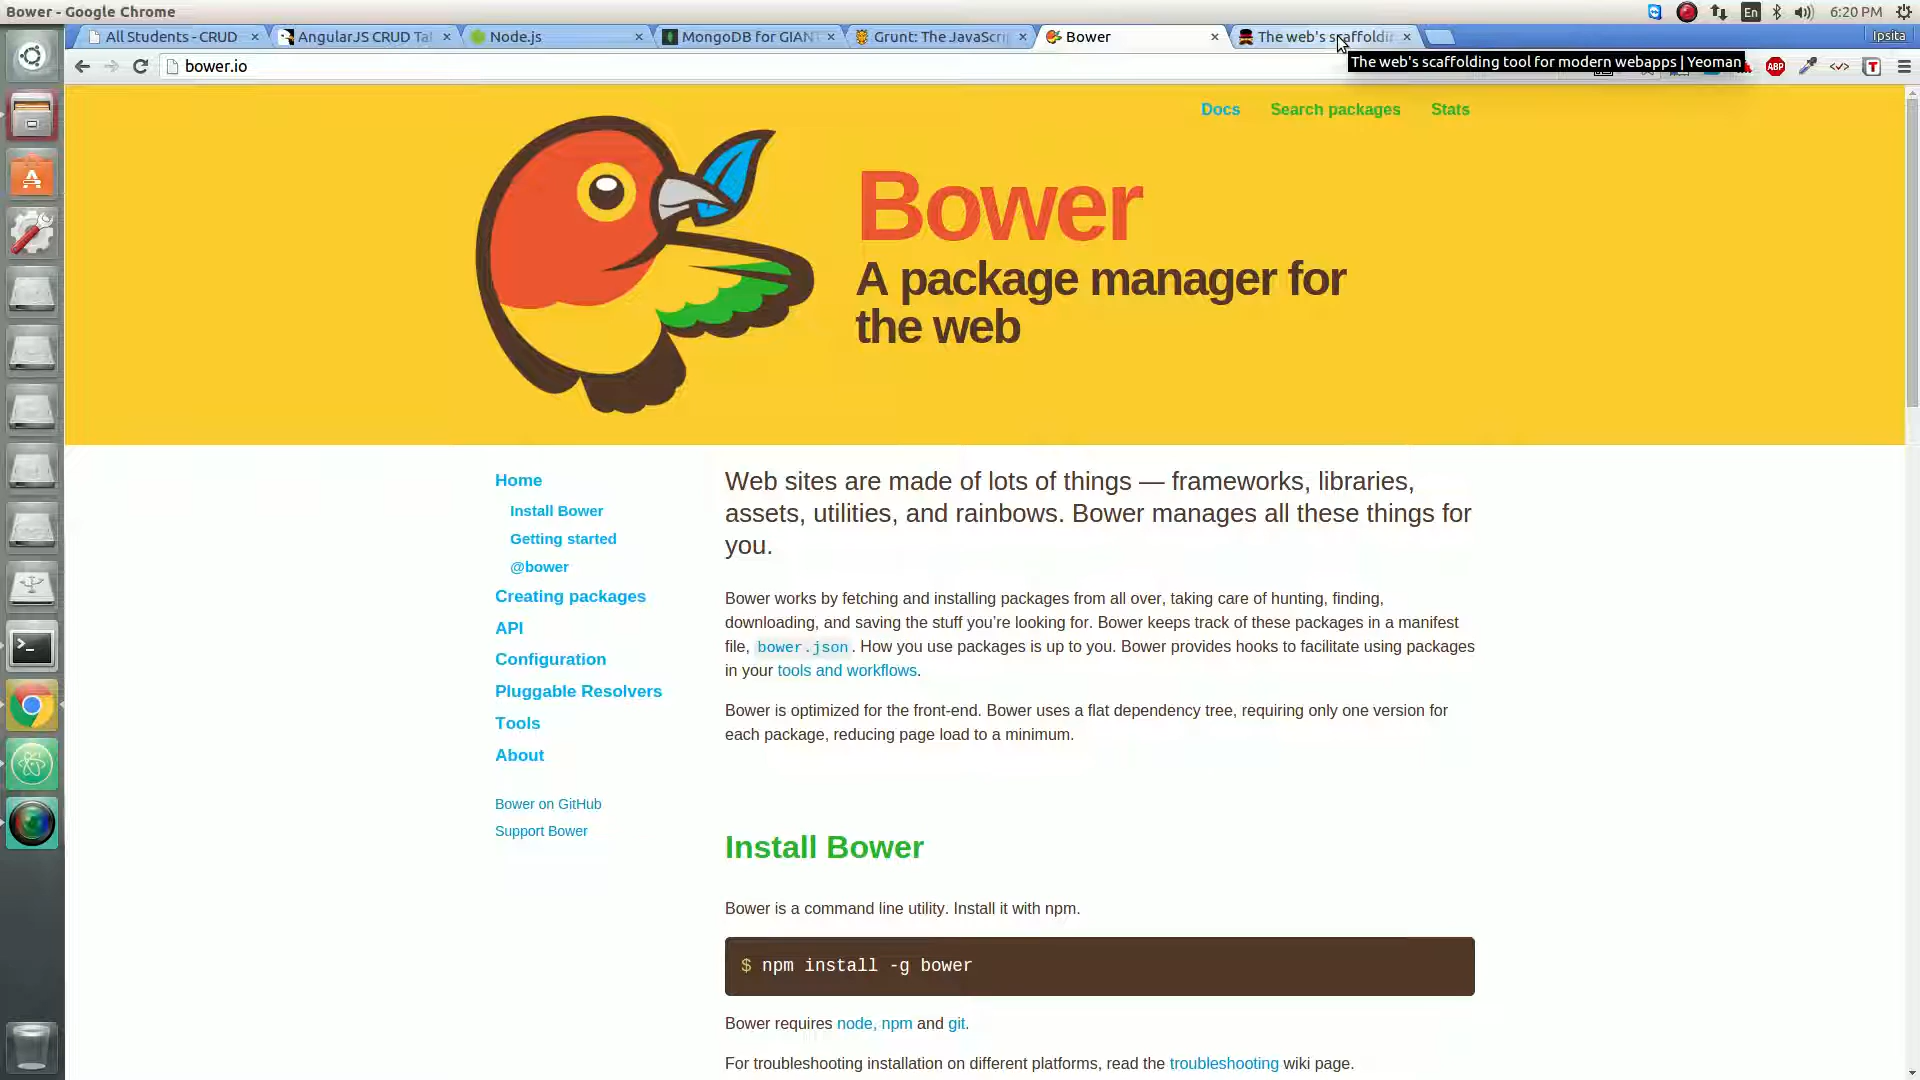 Bower - Google Chrome
En
6:20 PM
All Students - CRUD
AngularJS CRUD Tal
Node.js
MongoDB for GIANT
Grunt: The JavaScri
Bower
The web's scaffoldin
Ipsita
bower.io
The web's scaffolding tool for modern webapps | Yeoman
ABP
Docs
Search packages
Stats
Bower
A package manager for
the web
Home
Install Bower
Getting started
@bower
Creating packages
API
Configuration
Pluggable Resolvers
Tools
About
Bower on GitHub
Support Bower
Web sites are made of lots of things — frameworks, libraries,
assets, utilities, and rainbows. Bower manages all these things for
you.
Bower works by fetching and installing packages from all over, taking care of hunting, finding,
downloading, and saving the stuff you’re looking for. Bower keeps track of these packages in a manifest
file, bower.json. How you use packages is up to you. Bower provides hooks to facilitate using packages
in your tools and workflows.
Bower is optimized for the front-end. Bower uses a flat dependency tree, requiring only one version for
each package, reducing page load to a minimum.
Install Bower
Bower is a command line utility. Install it with npm.
$ npm install -g bower
Bower requires node, npm and git.
For troubleshooting installation on different platforms, read the troubleshooting wiki page.